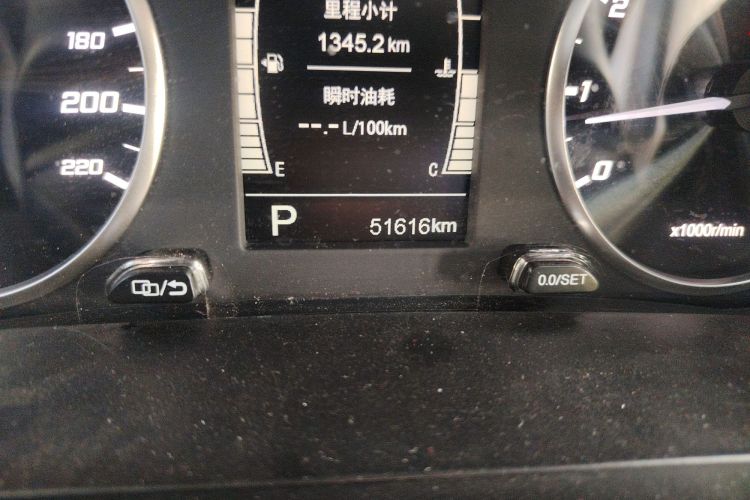 180
200
220
里程小计
1345.2 km
瞬时油耗
--.- L/100km
E
C
P
51616km
2
1
0
x1000r/min
/
0.0/SET